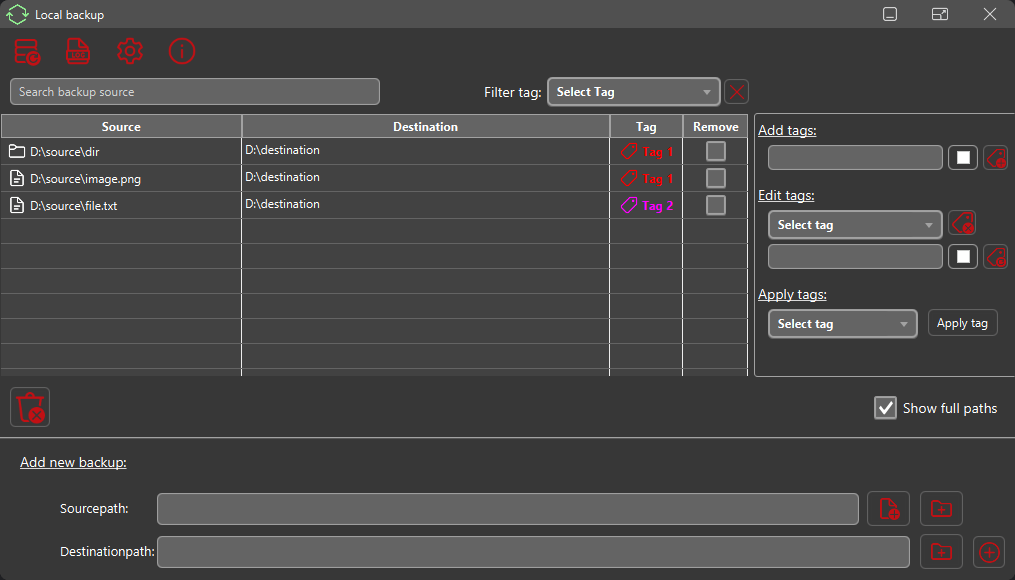 Local backup
Search backup source
Filter tag:
Select Tag
Source Destination Tag Remove
D:\source\dir D:\destination Tag 1
D:\source\image.png D:\destination Tag 1
D:\source\file.txt D:\destination Tag 2
Add tags:
Edit tags:
Select tag
Apply tags:
Select tag
Apply tag
Show full paths
Add new backup:
Sourcepath:
Destinationpath: